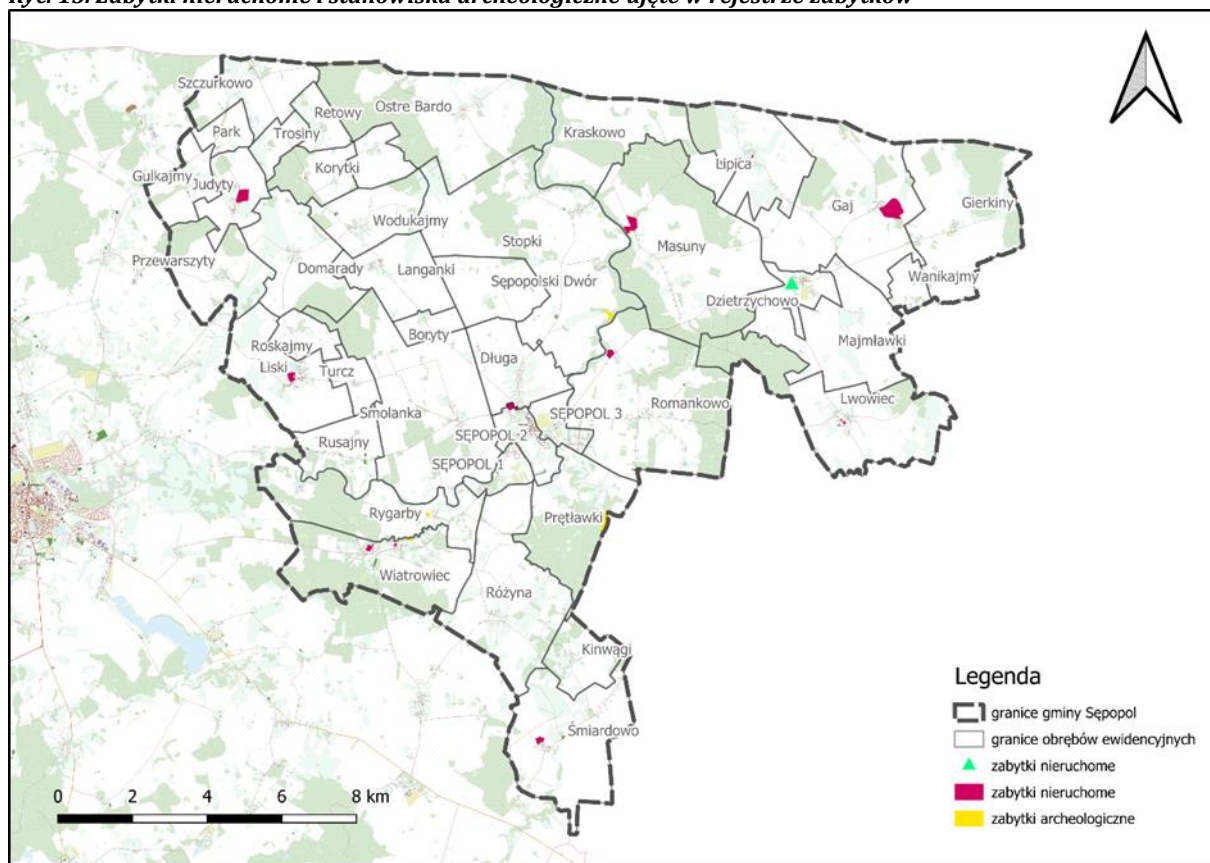 Ryc. 13. Zabytki nieruchome i stanowiska archeologiczne ujęte w rejestrze zabytków
Szczurkowo
Retowy
Ostre Bardo
Park
Trosiny
Kraskowo
Lipica
Korytki
Gulkajmy
Judyty
Gaj
Gierkiny
Wodukajmy
Stopki
Masuny
Przewarszyty
Domarady
Langanki
Sępopolski Dwór
Wanikajmy
Dzietrzychowo
Boryty
Majmławki
Roskajmy
Długa
Liski
Turcz
Lwowiec
Romankowo
Smolanka
SĘPOPOL 3
Rusajny
SĘPOPOL 2
SĘPOPOL 1
Rygarby
Prętławki
Wiatrowiec
Różyna
Kinwągi
Śmiardowo
Legenda
granice gminy Sępopol
granice obrębów ewidencyjnych
zabytki nieruchome
zabytki nieruchome
zabytki archeologiczne
0 2 4 6 8 km